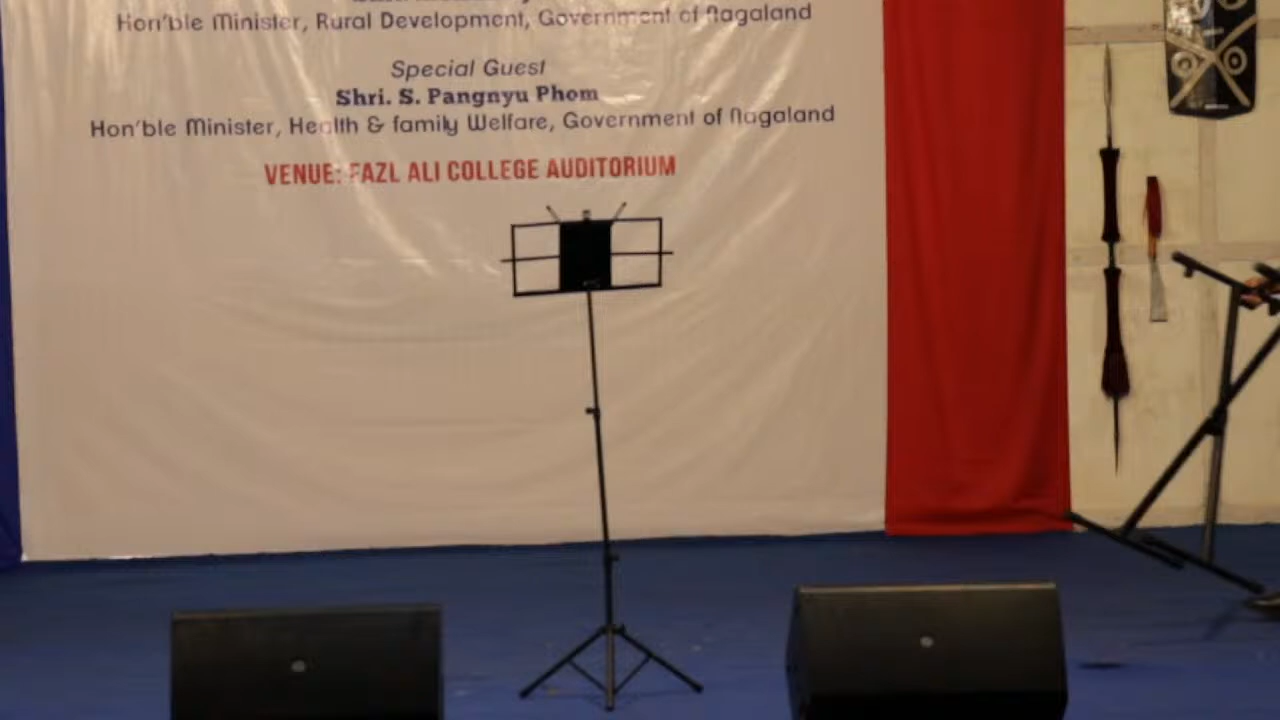 Hon'ble Minister, Rural Development, Government of Nagaland
Special Guest
Shri. S. Pangnyu Phom
Hon'ble Minister, Health & family Welfare, Government of Nagaland
VENUE: FAZL ALI COLLEGE AUDITORIUM